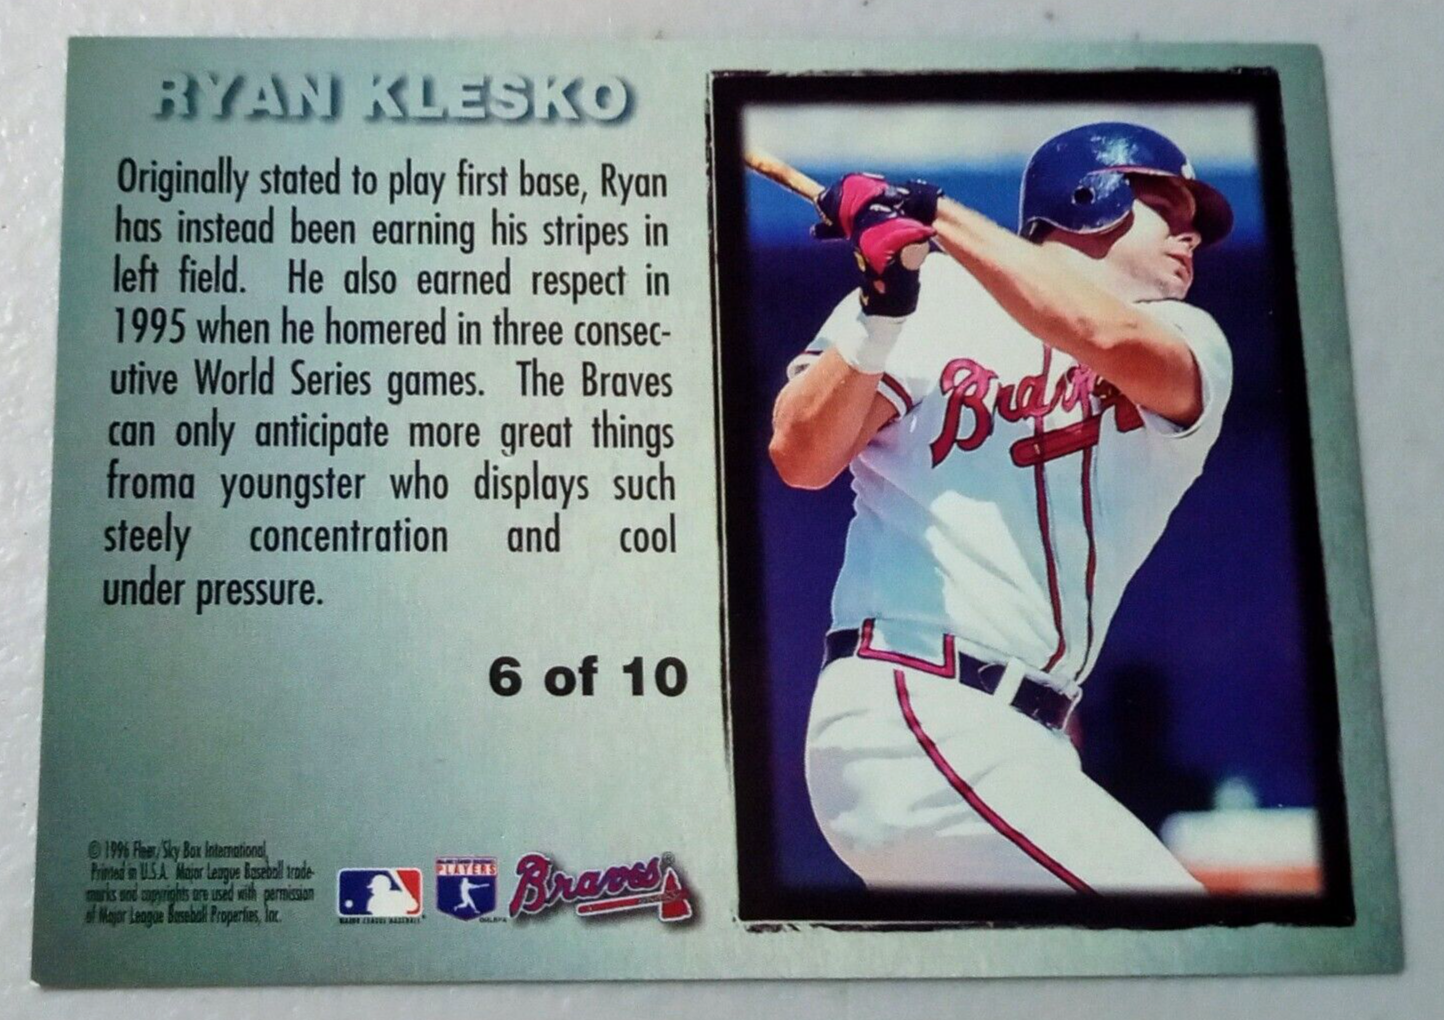 RYAN KLESKO
Originally stated to play first base, Ryan
has instead been earning his stripes in
left field. He also earned respect in
1995 when he homered in three consec-
utive World Series games. The Braves
can only anticipate more great things
froma youngster who displays such
steely concentration and cool
under pressure.
6 of 10
© 1996 Fleer/Sky Box International,
Printed in U.S.A. Major League Baseball trade-
marks and copyrights are used with permission
of Major League Baseball Properties, Inc.
MAJOR LEAGUE BASEBALL
PLAYERS
Braves
Braves